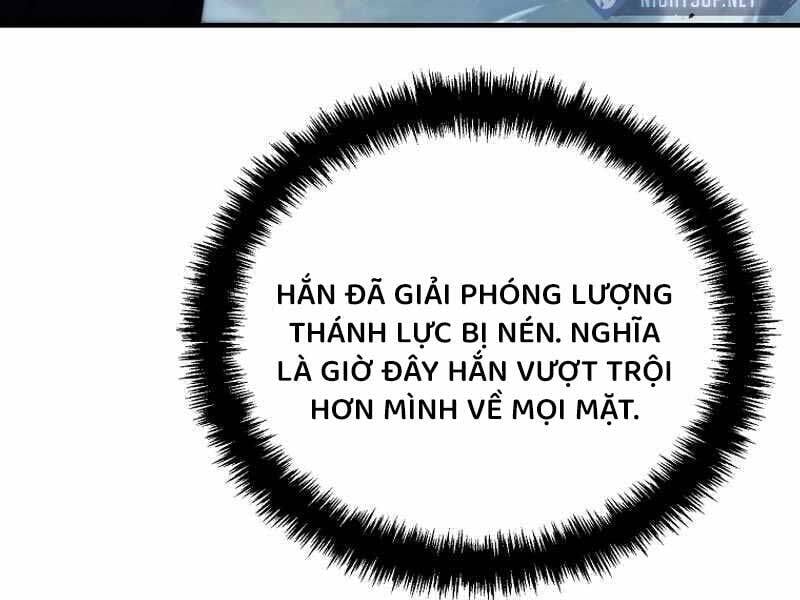 NIGHTSUP.NET
HẮN ĐÃ GIẢI PHÓNG LƯỢNG
THÁNH LỰC BỊ NÉN. NGHĨA
LÀ GIỜ ĐÂY HẮN VƯỢT TRỘI
HƠN MÌNH VỀ MỌI MẶT.